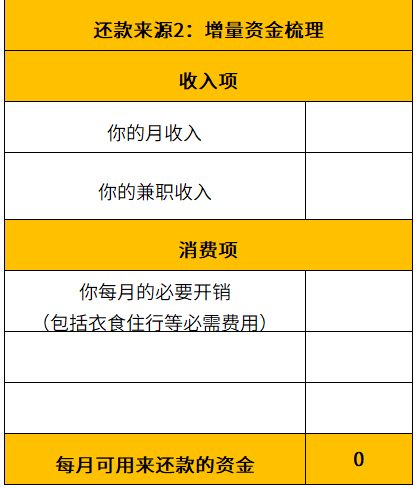 还款来源2：增量资金梳理
收入项
你的月收入
你的兼职收入
消费项
你每月的必要开销
（包括衣食住行等必需费用）
每月可用来还款的资金 0